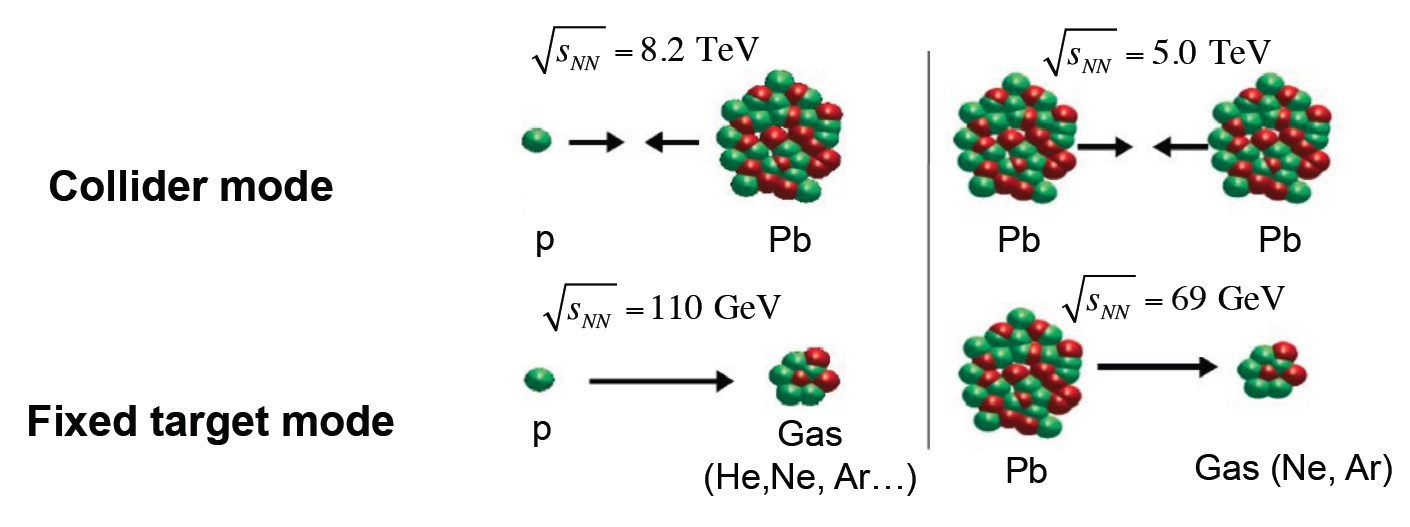 √s_NN = 8.2 TeV
√s_NN = 5.0 TeV
Collider mode
p
Pb
Pb
Pb
√s_NN = 110 GeV
√s_NN = 69 GeV
Fixed target mode
p
Gas
(He,Ne, Ar…)
Pb
Gas (Ne, Ar)